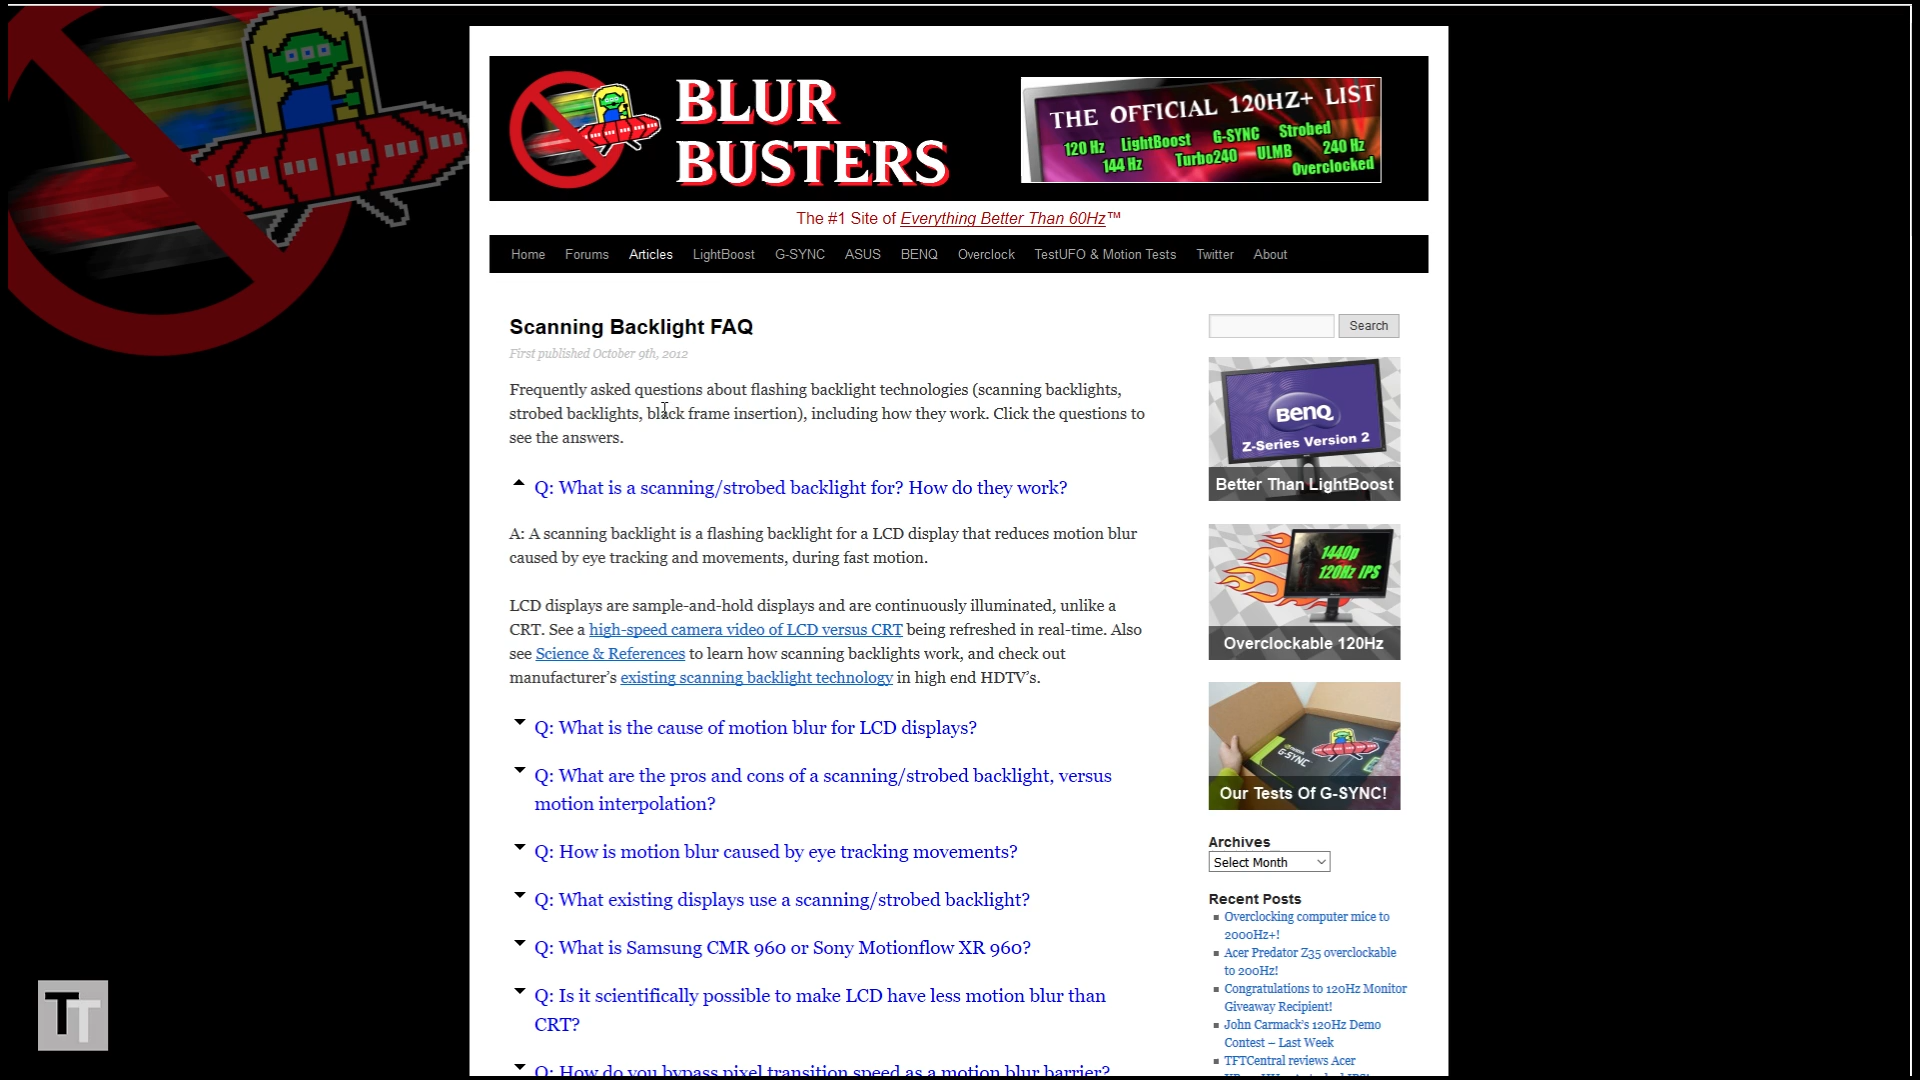 BLUR
BUSTERS
THE OFFICIAL 120HZ+ LIST
120 Hz LightBoost G-SYNC Strobed
144 Hz Turbo240 ULMB 240 Hz
Overclocked
The #1 Site of Everything Better Than 60Hz™
Home Forums Articles LightBoost G-SYNC ASUS BENQ Overclock TestUFO & Motion Tests Twitter About
Scanning Backlight FAQ
First published October 9th, 2012
Frequently asked questions about flashing backlight technologies (scanning backlights,
strobed backlights, black frame insertion), including how they work. Click the questions to
see the answers.
Q: What is a scanning/strobed backlight for? How do they work?
A: A scanning backlight is a flashing backlight for a LCD display that reduces motion blur
caused by eye tracking and movements, during fast motion.
LCD displays are sample-and-hold displays and are continuously illuminated, unlike a
CRT. See a high-speed camera video of LCD versus CRT being refreshed in real-time. Also
see Science & References to learn how scanning backlights work, and check out
manufacturer's existing scanning backlight technology in high end HDTV's.
Q: What is the cause of motion blur for LCD displays?
Q: What are the pros and cons of a scanning/strobed backlight, versus
motion interpolation?
Q: How is motion blur caused by eye tracking movements?
Q: What existing displays use a scanning/strobed backlight?
Q: What is Samsung CMR 960 or Sony Motionflow XR 960?
Q: Is it scientifically possible to make LCD have less motion blur than
CRT?
Q: How do you bypass pixel transition speed as a motion blur barrier?
Search
BenQ
Z-Series Version 2
Better Than LightBoost
1440p
120Hz IPS
Overclockable 120Hz
G-SYNC
Our Tests Of G-SYNC!
Archives
Select Month
Recent Posts
Overclocking computer mice to
2000Hz+!
Acer Predator Z35 overclockable
to 200Hz!
Congratulations to 120Hz Monitor
Giveaway Recipient!
John Carmack's 120Hz Demo
Contest – Last Week
TFTCentral reviews Acer
TT